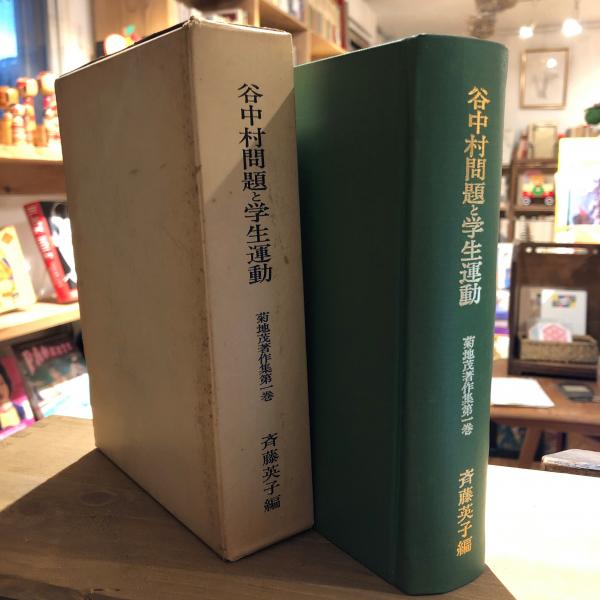 谷中村問題と学生運動
菊地茂著作集第一巻
斉藤英子編
谷中村問題と学生運動
菊地茂著作集第一巻
斉藤英子編